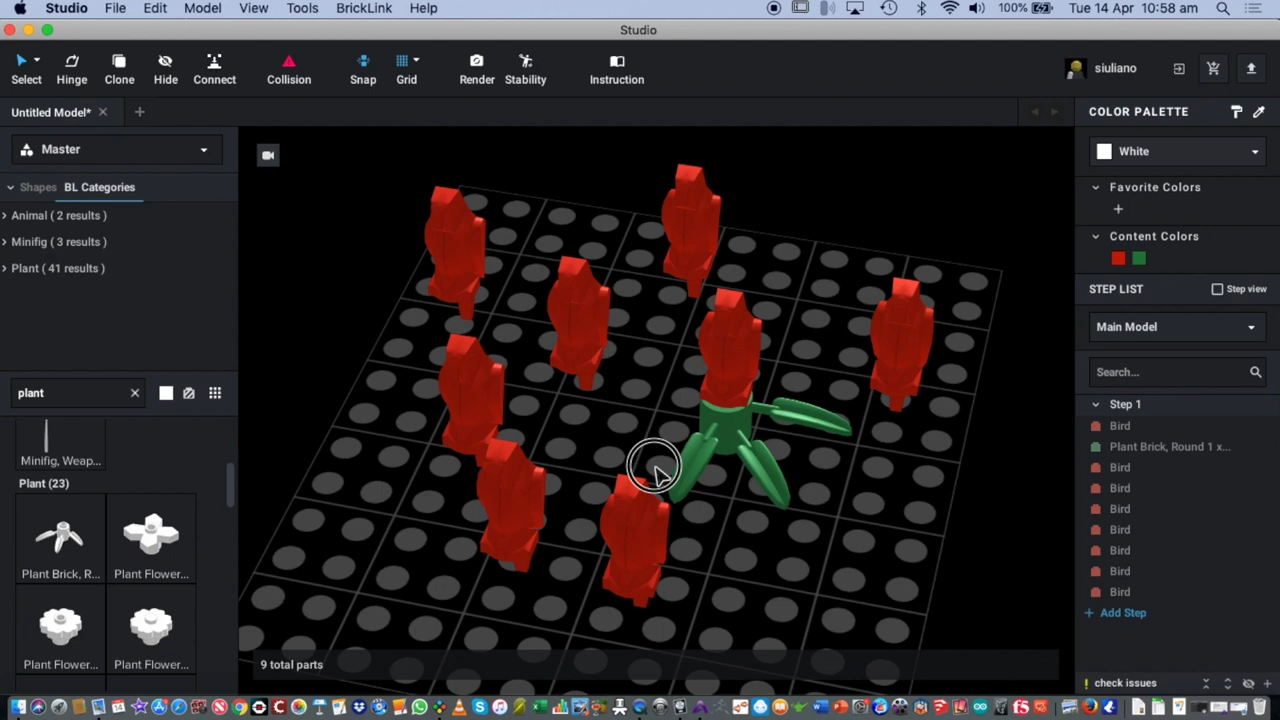 Studio File Edit Model View Tools BrickLink Help 100% Tue 14 Apr 10:58 am
Studio
Select Hinge Clone Hide Connect Collision Snap Grid Render Stability Instruction siuliano
Untitled Model* COLOR PALETTE
Master White
Shapes BL Categories Favorite Colors
Animal ( 2 results )
Minifig ( 3 results ) Content Colors
Plant ( 41 results )
STEP LIST Step view
Main Model
plant Search...
Step 1
Bird
Minifig, Weap... Plant Brick, Round 1 x...
Plant (23) Bird
Bird
Bird
Bird
Bird
Plant Brick, R... Plant Flower... Bird
Bird
Add Step
Plant Flower... Plant Flower... 9 total parts
check issues